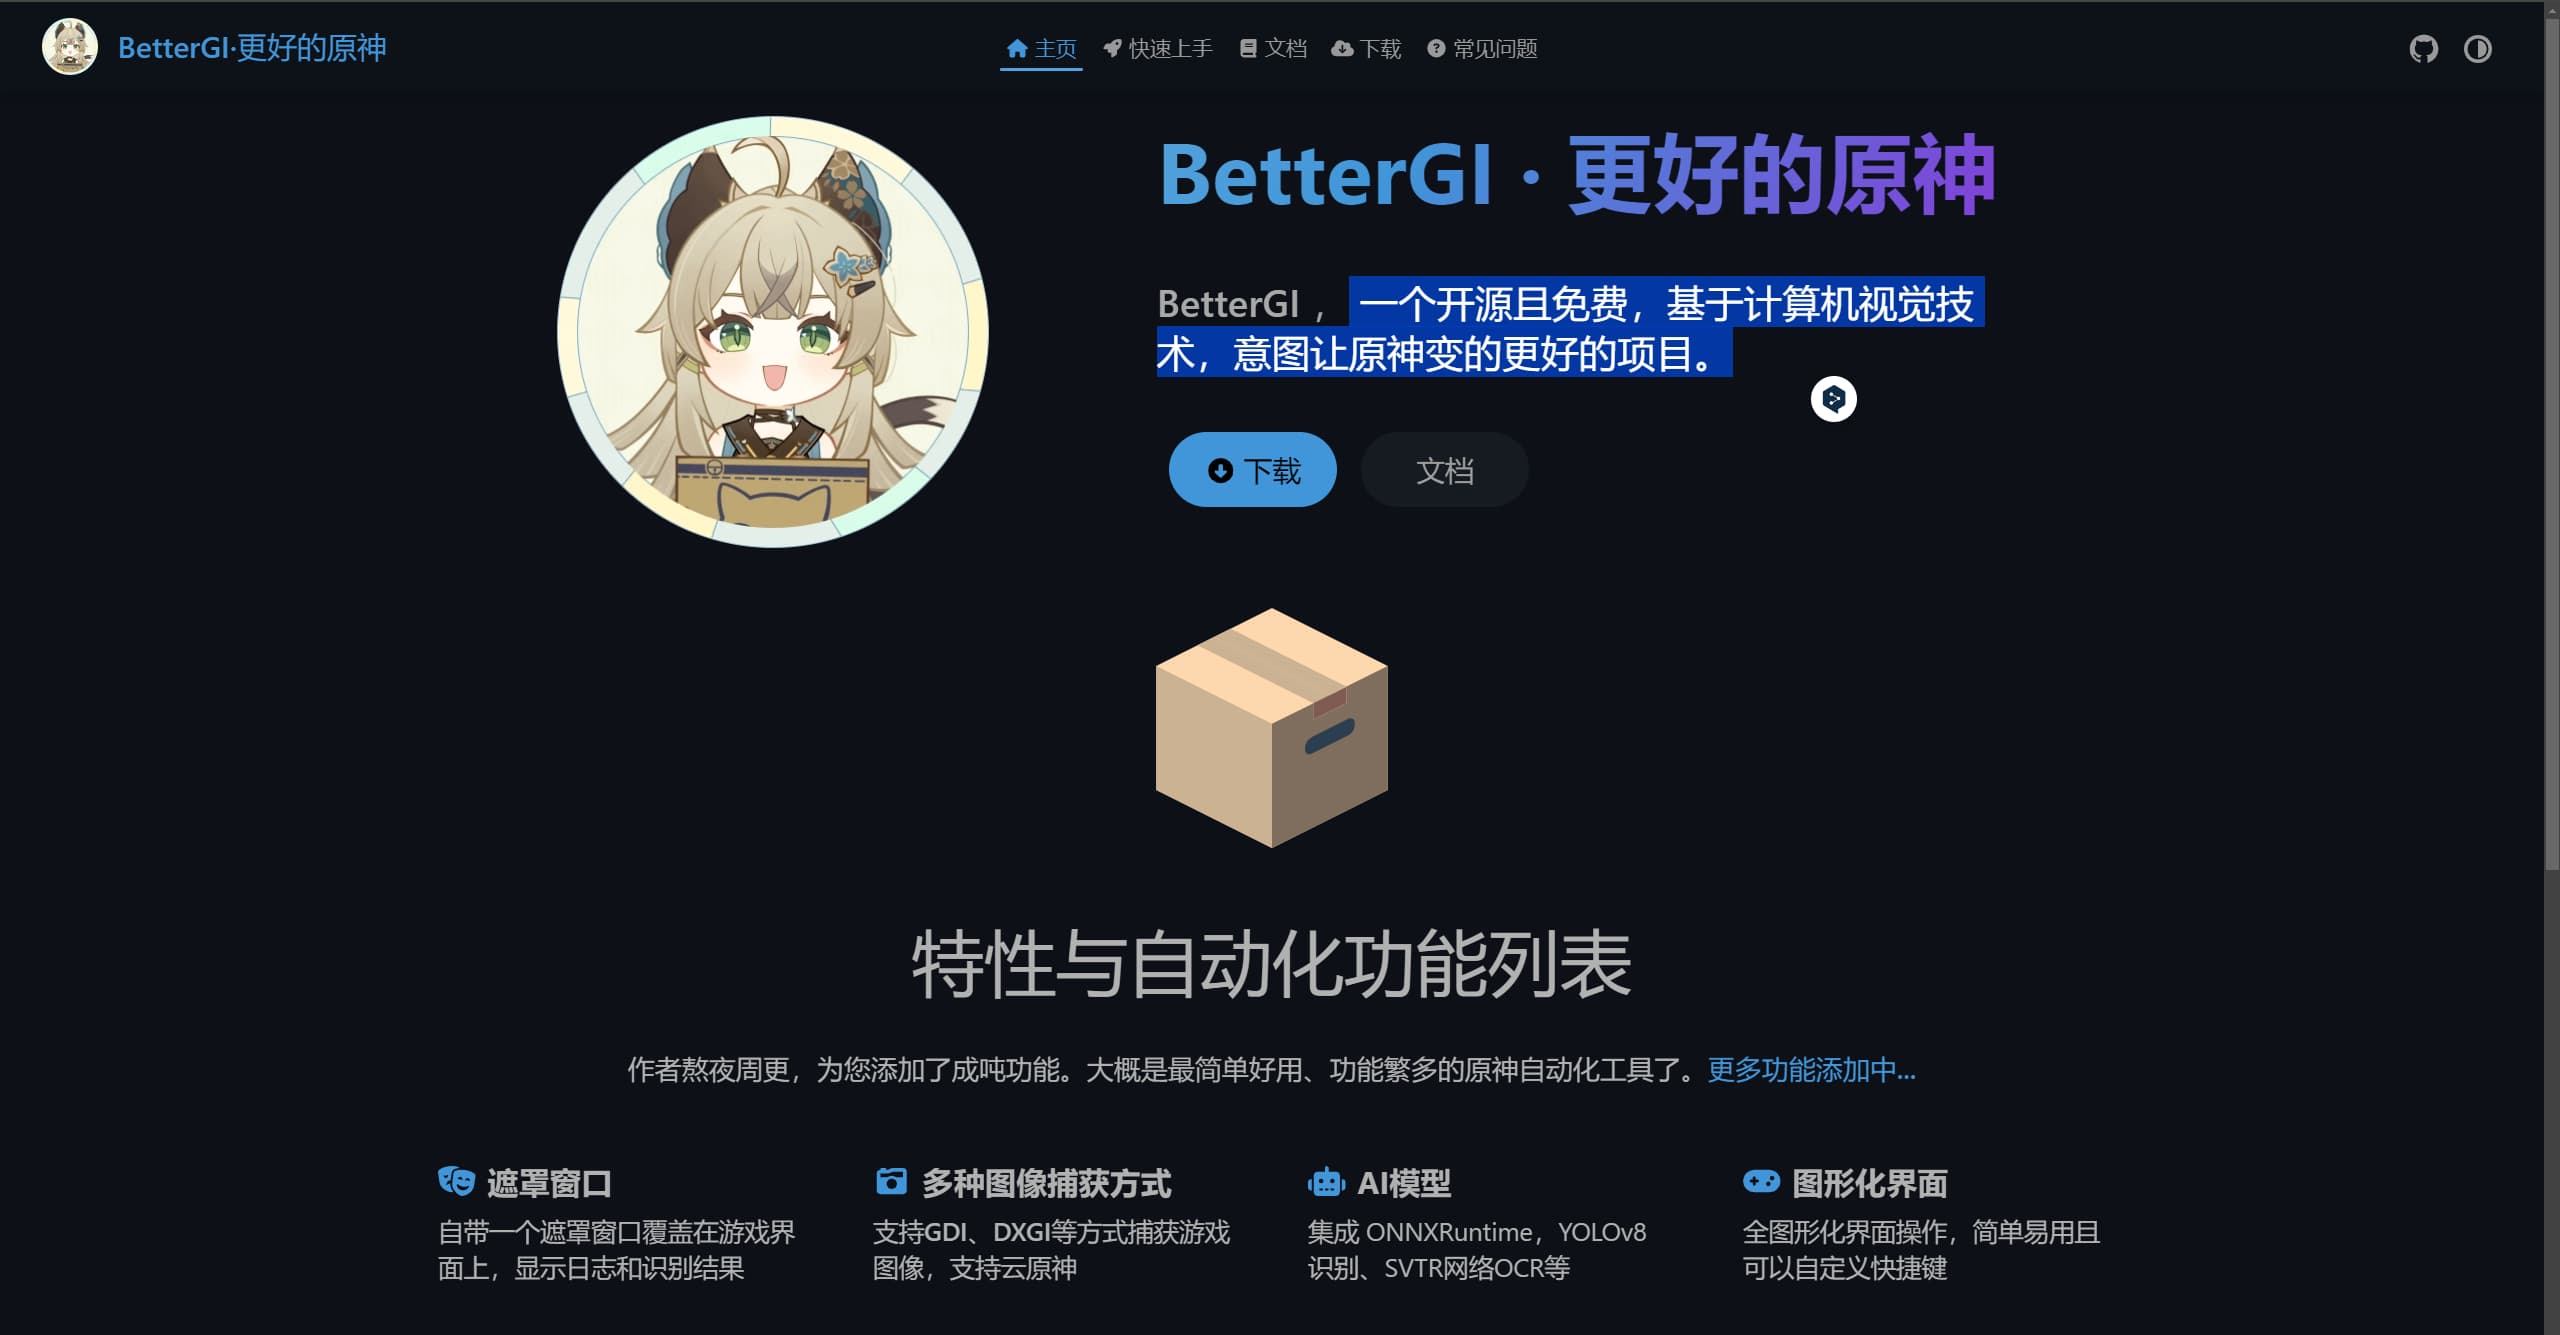 BetterGI·更好的原神
主页
快速上手
文档
下载
常见问题
BetterGI · 更好的原神
BetterGI ，一个开源且免费，基于计算机视觉技
术，意图让原神变的更好的项目。
下载
文档
特性与自动化功能列表
作者熬夜周更，为您添加了成吨功能。大概是最简单好用、功能繁多的原神自动化工具了。更多功能添加中...
遮罩窗口
自带一个遮罩窗口覆盖在游戏界
面上，显示日志和识别结果
多种图像捕获方式
支持GDI、DXGI等方式捕获游戏
图像，支持云原神
AI模型
集成 ONNXRuntime，YOLOv8
识别、SVTR网络OCR等
图形化界面
全图形化界面操作，简单易用且
可以自定义快捷键